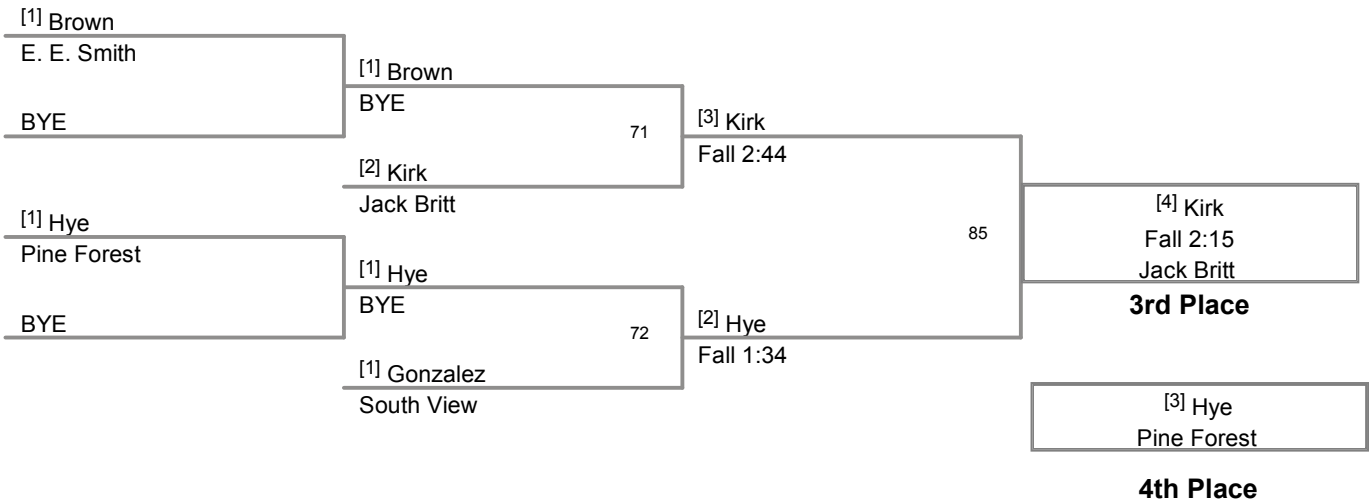 [1] Brown
E. E. Smith
BYE
[1] Hye
Pine Forest
BYE
[1] Brown
BYE
71
[2] Kirk
Jack Britt
[1] Hye
BYE
72
[1] Gonzalez
South View
[3] Kirk
Fall 2:44
85
[2] Hye
Fall 1:34
[4] Kirk
Fall 2:15
Jack Britt
3rd Place
[3] Hye
Pine Forest
4th Place